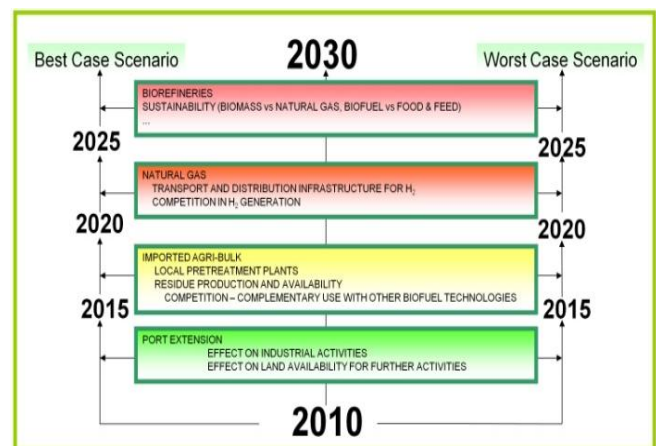 Best Case Scenario
2030
Worst Case Scenario
BIOREFINERIES
SUSTAINABILITY (BIOMASS vs NATURAL GAS, BIOFUEL vs FOOD & FEED)
...
2025
2025
NATURAL GAS
TRANSPORT AND DISTRIBUTION INFRASTRUCTURE FOR H₂
COMPETITION IN H₂ GENERATION
2020
2020
IMPORTED AGRI-BULK
LOCAL PRETREATMENT PLANTS
RESIDUE PRODUCTION AND AVAILABILITY
COMPETITION – COMPLEMENTARY USE WITH OTHER BIOFUEL TECHNOLOGIES
2015
2015
PORT EXTENSION
EFFECT ON INDUSTRIAL ACTIVITIES
EFFECT ON LAND AVAILABILITY FOR FURTHER ACTIVITIES
2010